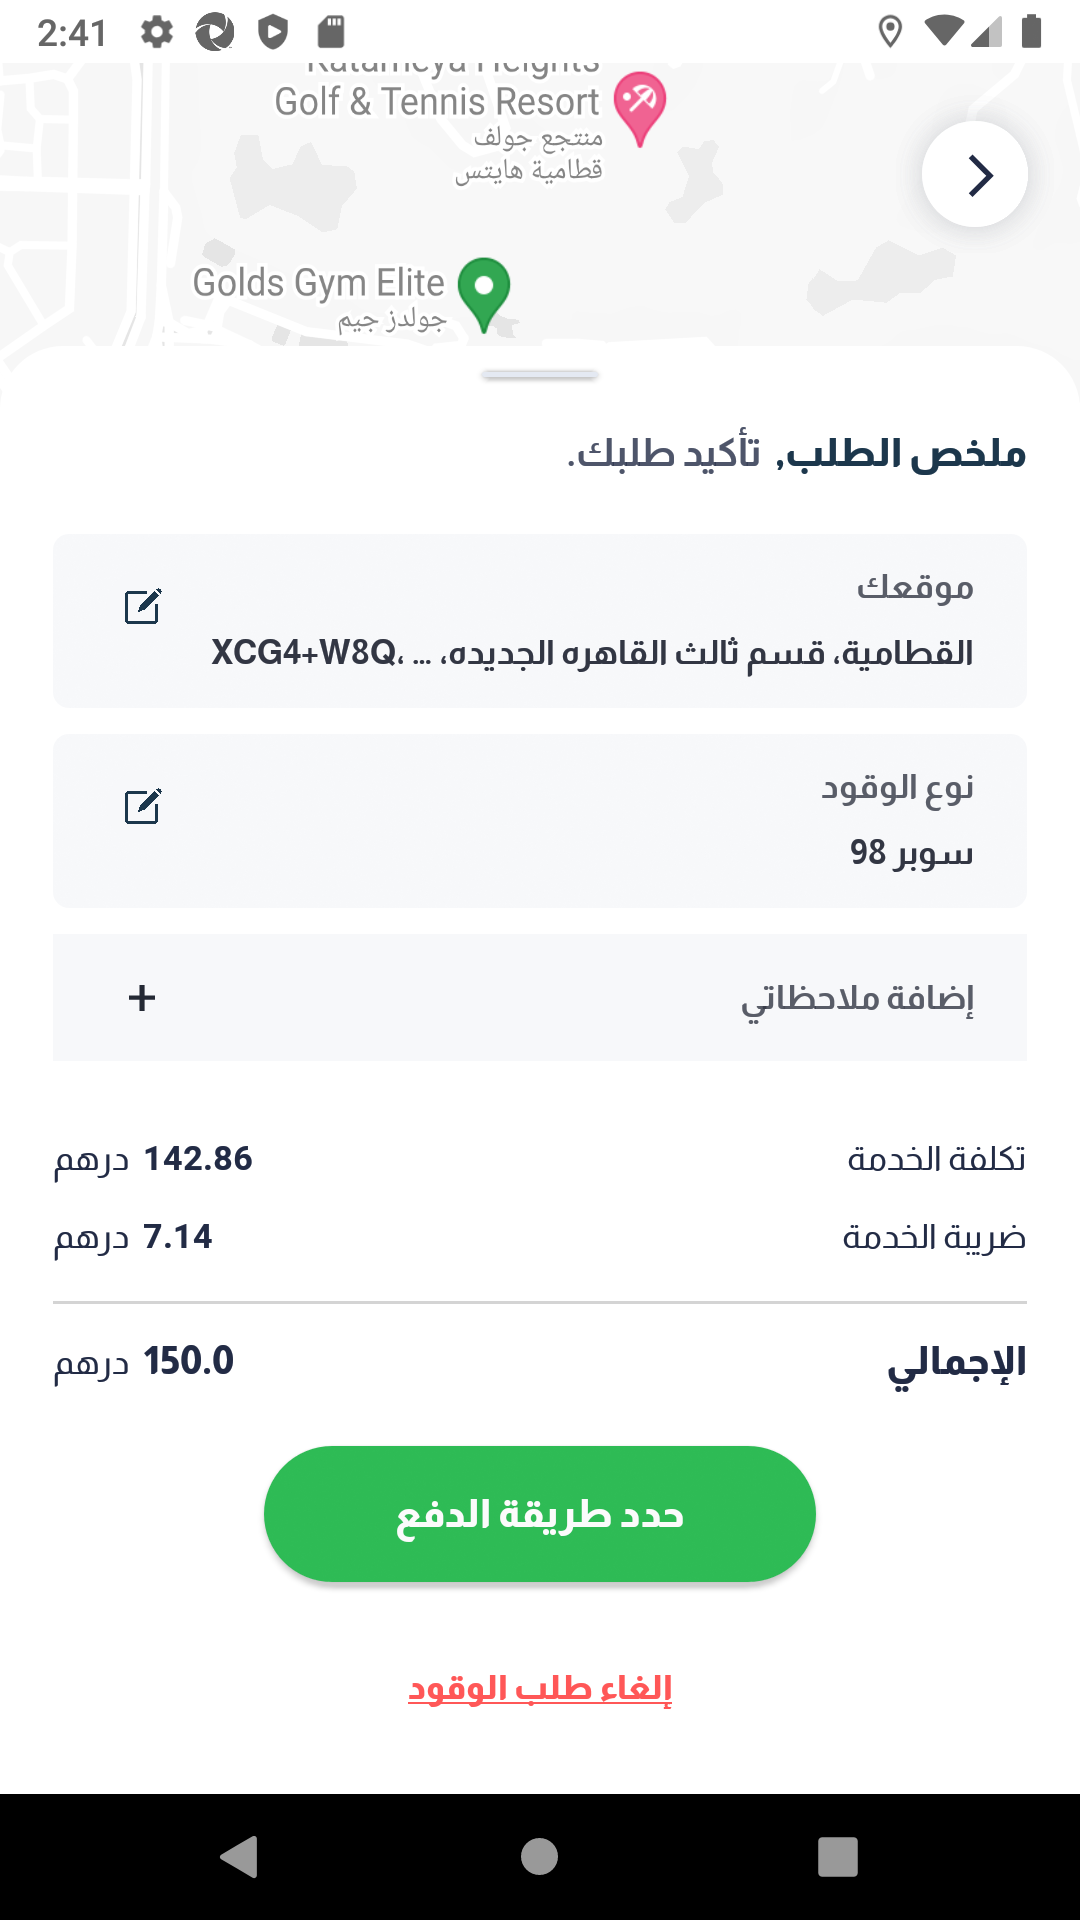 2:41
Katameya Heights
Golf & Tennis Resort
منتجع جولف
قطامية هايتس
Golds Gym Elite
جولدز جيم
ملخص الطلب, تأكيد طلبك.
موقعك
القطامية، قسم ثالث القاهره الجديده، ... ،XCG4+W8Q
نوع الوقود
سوبر 98
إضافة ملاحظاتي
تكلفة الخدمة
142.86 درهم
ضريبة الخدمة
7.14 درهم
الإجمالي
150.0 درهم
حدد طريقة الدفع
إلغاء طلب الوقود